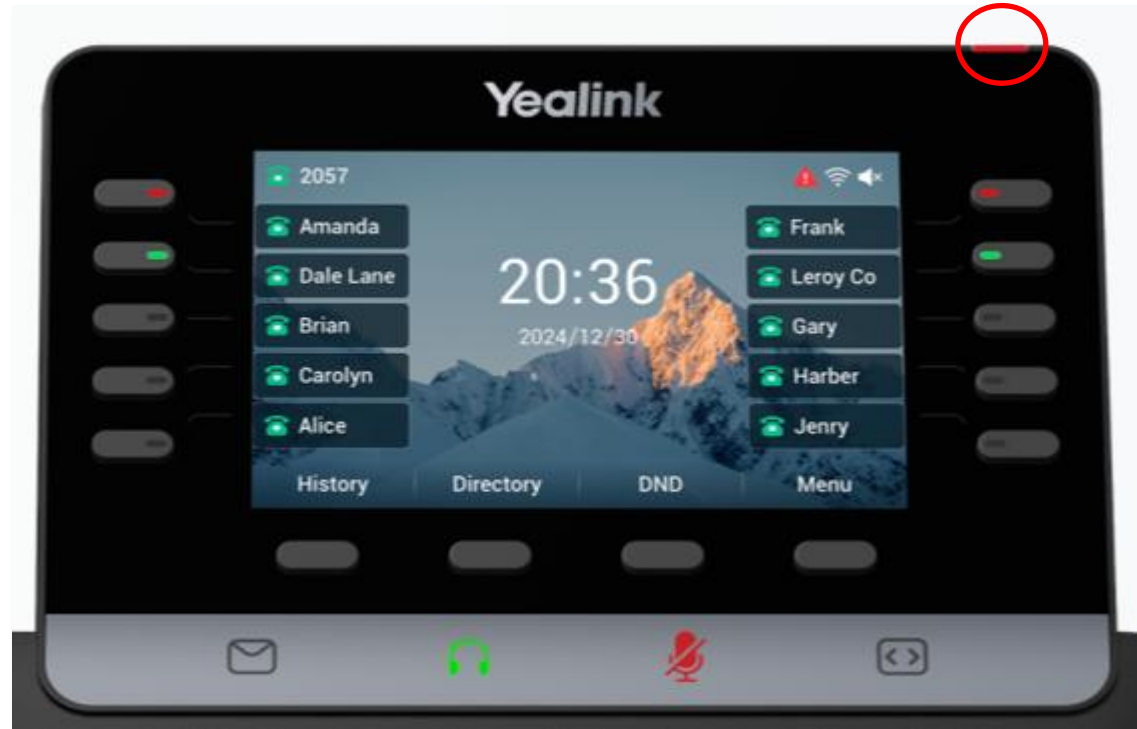 Yealink
2057
Amanda
Frank
Dale Lane
20:36
Leroy Co
Brian
2024/12/30
Gary
Carolyn
Harber
Alice
Jenry
History
Directory
DND
Menu